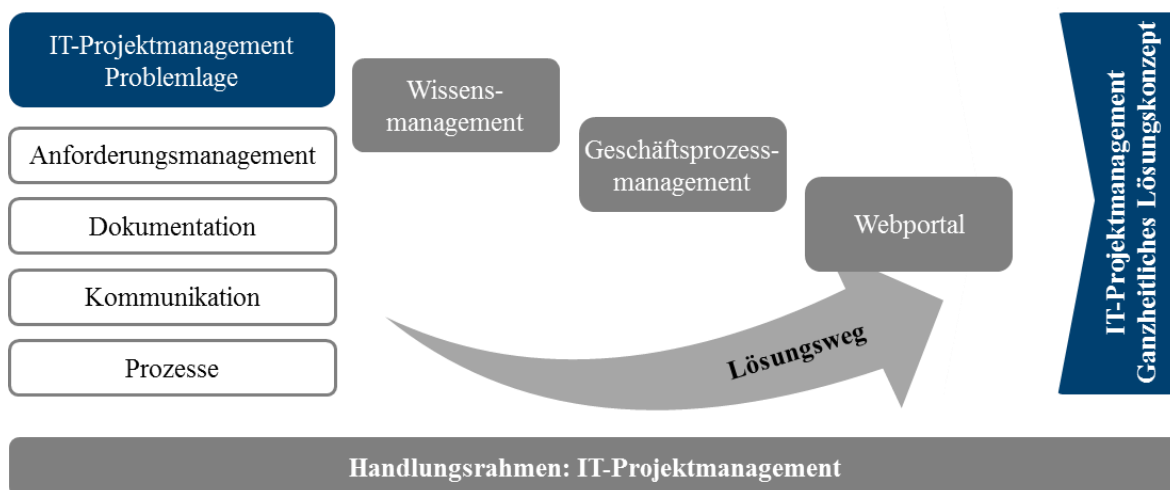 IT-Projektmanagement
Problemlage
Anforderungsmanagement
Dokumentation
Kommunikation
Prozesse
Wissens-
management
Geschäftsprozess-
management
Webportal
Lösungsweg
IT-Projektmanagement
Ganzheitliches Lösungskonzept
Handlungsrahmen: IT-Projektmanagement